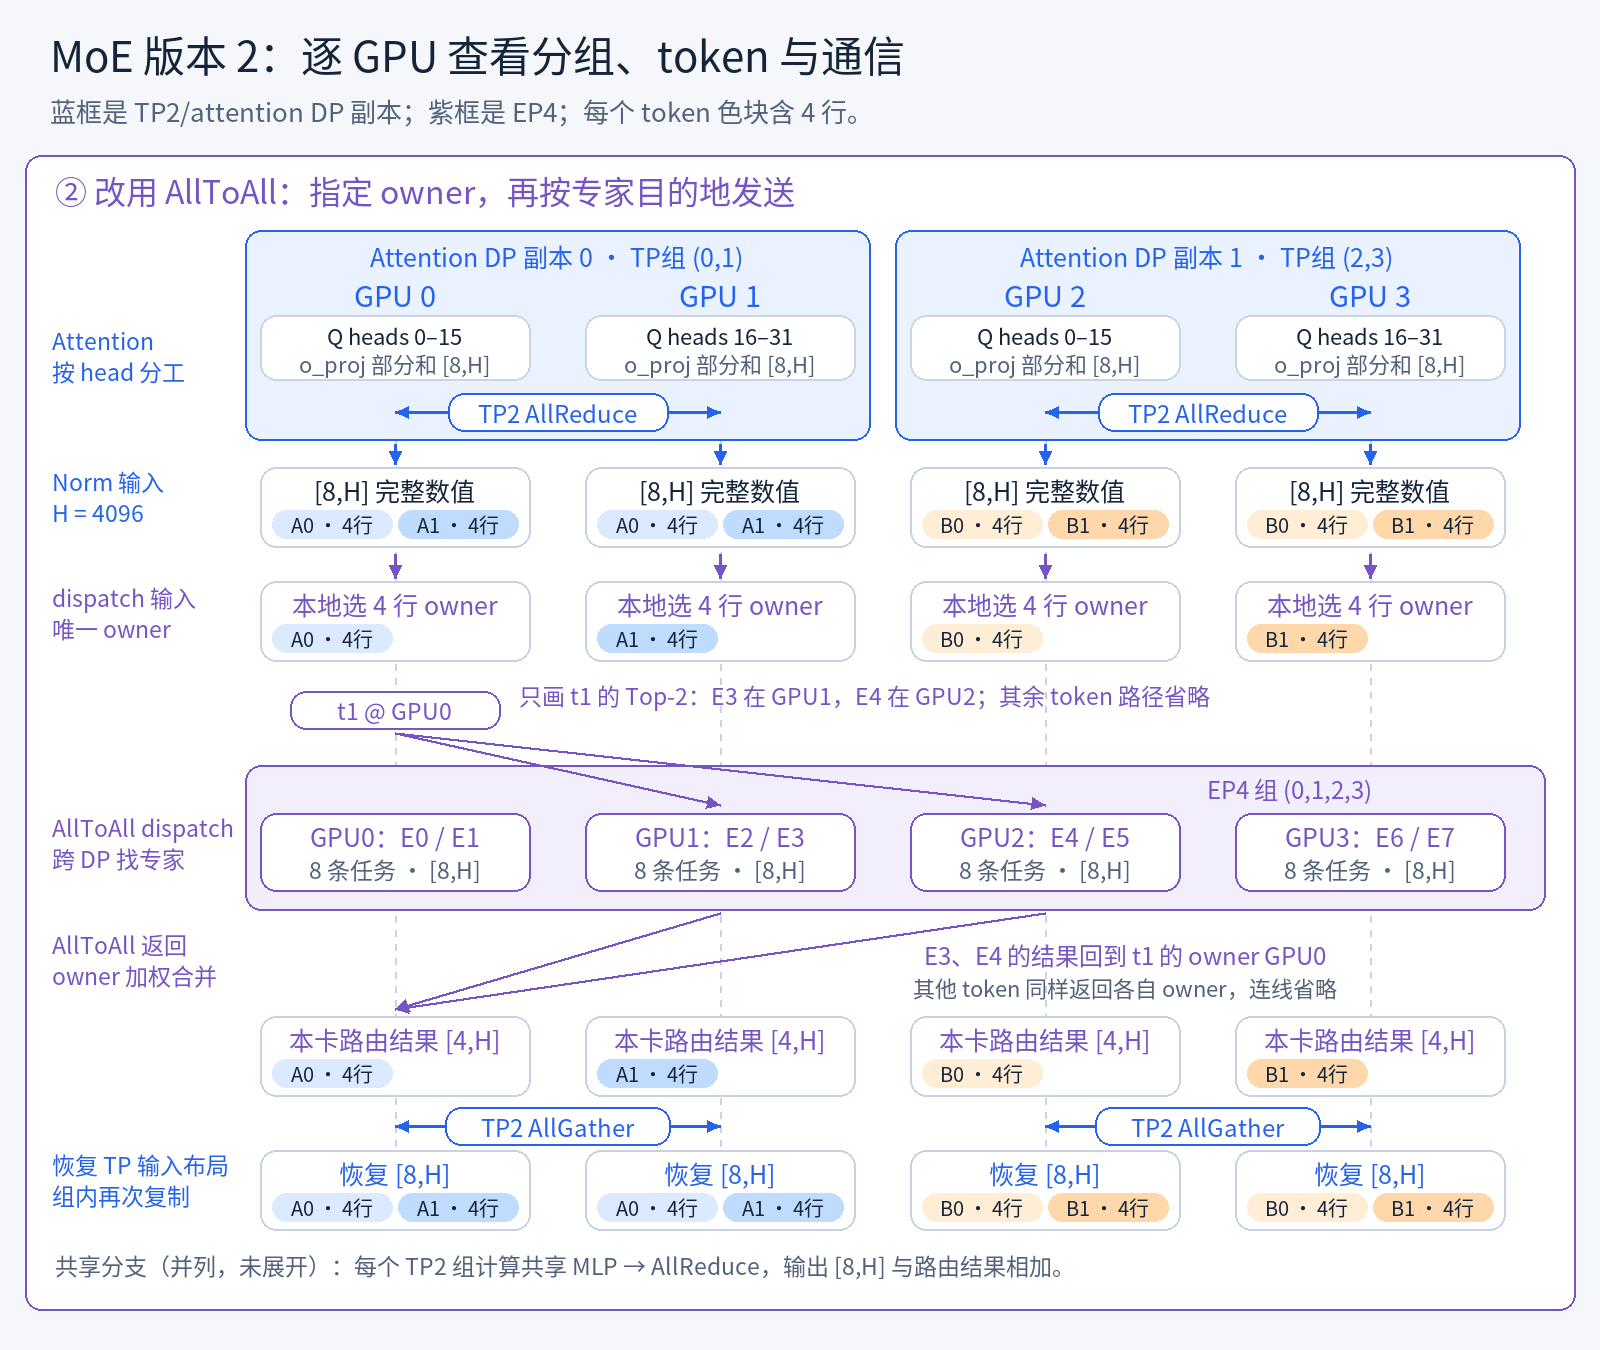 MoE 版本 2：逐 GPU 查看分组、token 与通信
蓝框是 TP2/attention DP 副本；紫框是 EP4；每个 token 色块含 4 行。
② 改用 AllToAll：指定 owner，再按专家目的地发送
Attention DP 副本 0 · TP组 (0,1)
Attention DP 副本 1 · TP组 (2,3)
GPU 0
GPU 1
GPU 2
GPU 3
Attention
按 head 分工
Q heads 0–15
o_proj 部分和 [8,H]
Q heads 16–31
o_proj 部分和 [8,H]
Q heads 0–15
o_proj 部分和 [8,H]
Q heads 16–31
o_proj 部分和 [8,H]
TP2 AllReduce
TP2 AllReduce
Norm 输入
H = 4096
[8,H] 完整数值
A0 · 4行
A1 · 4行
[8,H] 完整数值
A0 · 4行
A1 · 4行
[8,H] 完整数值
B0 · 4行
B1 · 4行
[8,H] 完整数值
B0 · 4行
B1 · 4行
dispatch 输入
唯一 owner
本地选 4 行 owner
A0 · 4行
本地选 4 行 owner
A1 · 4行
本地选 4 行 owner
B0 · 4行
本地选 4 行 owner
B1 · 4行
t1 @ GPU0
只画 t1 的 Top-2：E3 在 GPU1，E4 在 GPU2；其余 token 路径省略
EP4 组 (0,1,2,3)
AllToAll dispatch
跨 DP 找专家
GPU0：E0 / E1
8 条任务 · [8,H]
GPU1：E2 / E3
8 条任务 · [8,H]
GPU2：E4 / E5
8 条任务 · [8,H]
GPU3：E6 / E7
8 条任务 · [8,H]
AllToAll 返回
owner 加权合并
E3、E4 的结果回到 t1 的 owner GPU0
其他 token 同样返回各自 owner，连线省略
本卡路由结果 [4,H]
A0 · 4行
本卡路由结果 [4,H]
A1 · 4行
本卡路由结果 [4,H]
B0 · 4行
本卡路由结果 [4,H]
B1 · 4行
TP2 AllGather
TP2 AllGather
恢复 TP 输入布局
组内再次复制
恢复 [8,H]
A0 · 4行
A1 · 4行
恢复 [8,H]
A0 · 4行
A1 · 4行
恢复 [8,H]
B0 · 4行
B1 · 4行
恢复 [8,H]
B0 · 4行
B1 · 4行
共享分支（并列，未展开）：每个 TP2 组计算共享 MLP → AllReduce，输出 [8,H] 与路由结果相加。